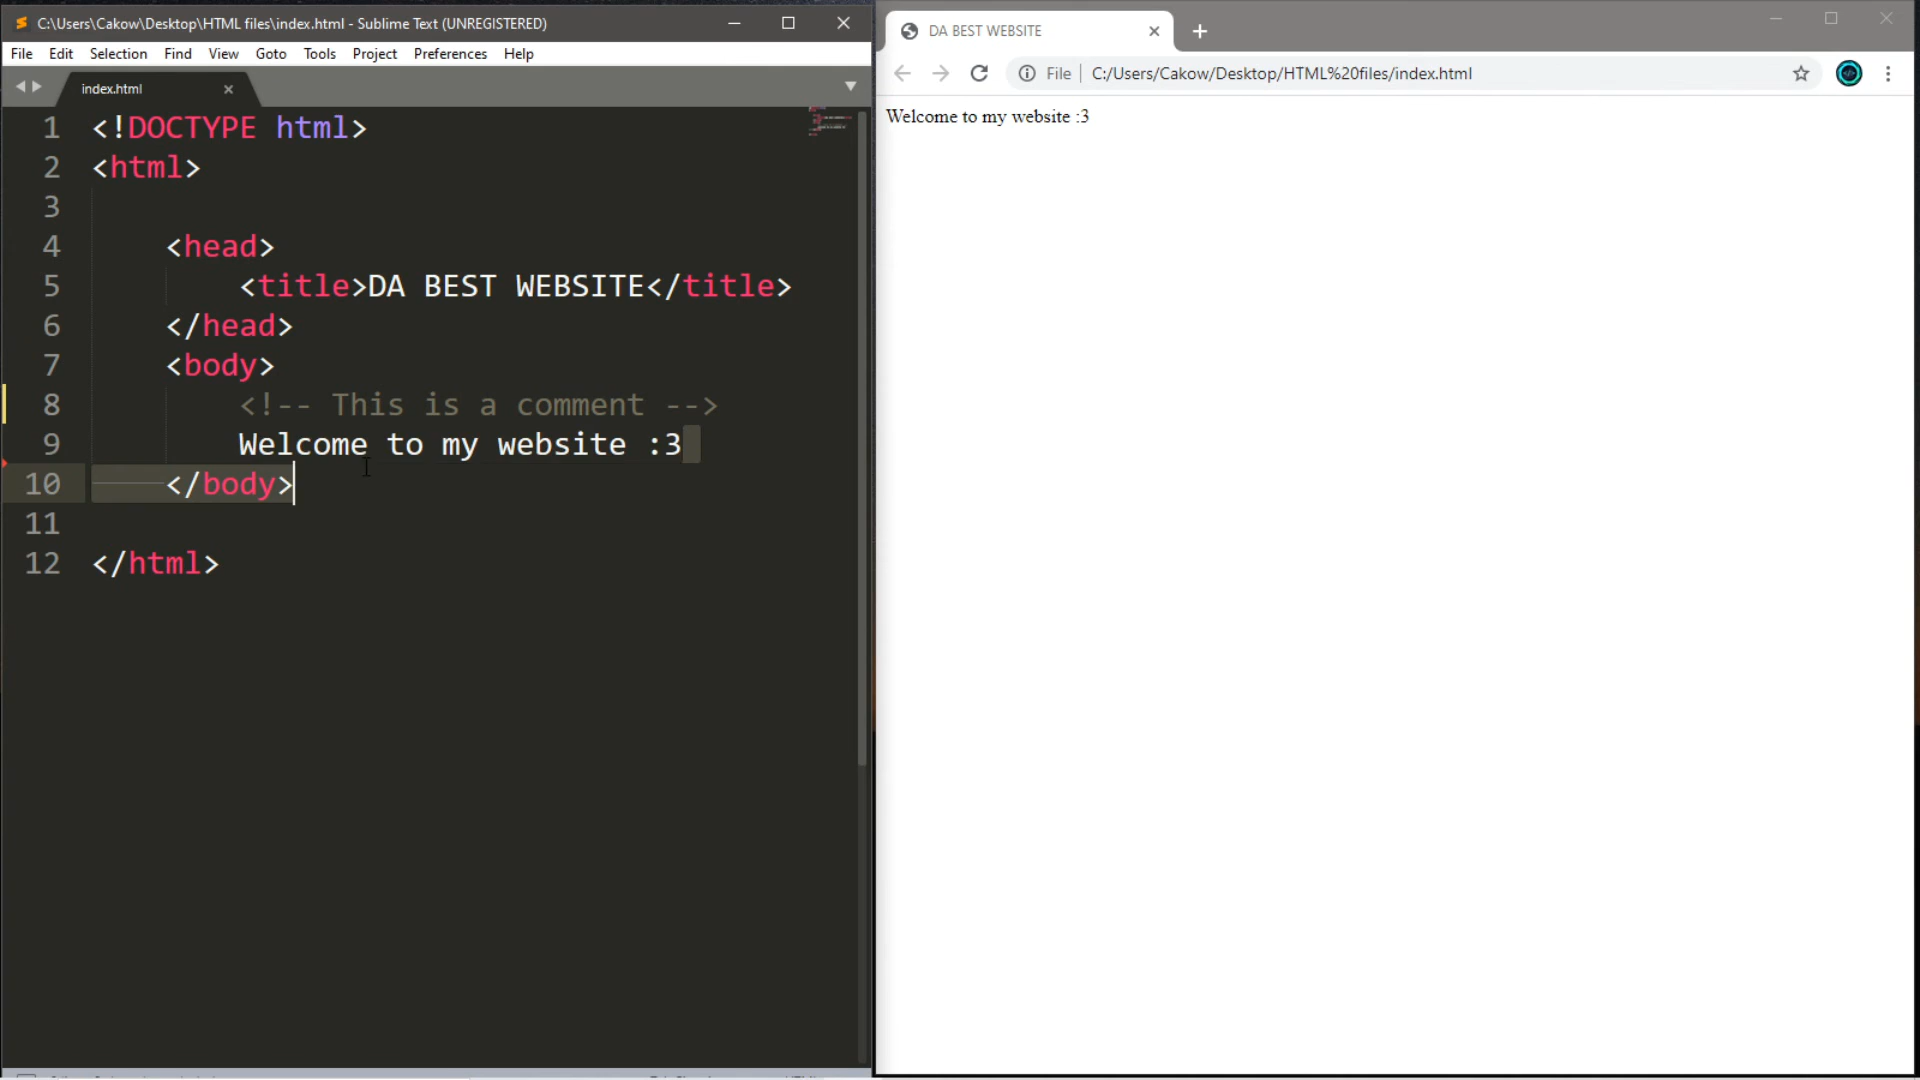 C:\Users\Cakow\Desktop\HTML files\index.html - Sublime Text (UNREGISTERED)
File Edit Selection Find View Goto Tools Project Preferences Help
index.html
1 <!DOCTYPE html>
2 <html>
3
4 <head>
5 <title>DA BEST WEBSITE</title>
6 </head>
7 <body>
8 <!-- This is a comment -->
9 Welcome to my website :3
10 </body>
11
12 </html>
DA BEST WEBSITE
File C:/Users/Cakow/Desktop/HTML%20files/index.html
Welcome to my website :3